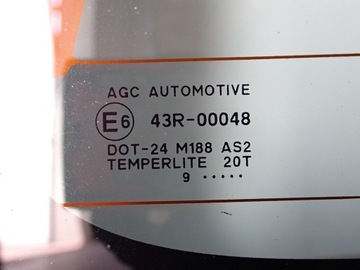 AGC AUTOMOTIVE
E6 43R-00048
DOT-24 M188 AS2
TEMPERLITE 20T
9 •••••